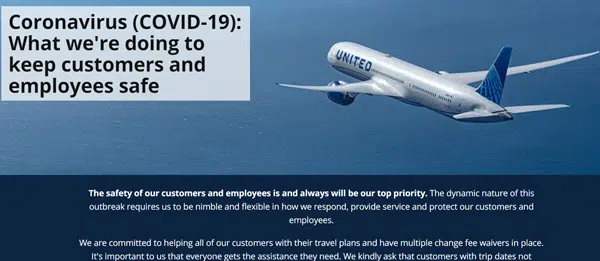 Coronavirus (COVID-19):
What we're doing to
keep customers and
employees safe
UNITED
The safety of our customers and employees is and always will be our top priority. The dynamic nature of this
outbreak requires us to be nimble and flexible in how we respond, provide service and protect our customers and
employees.
We are committed to helping all of our customers with their travel plans and have multiple change fee waivers in place.
It's important to us that everyone gets the assistance they need. We kindly ask that customers with trip dates not